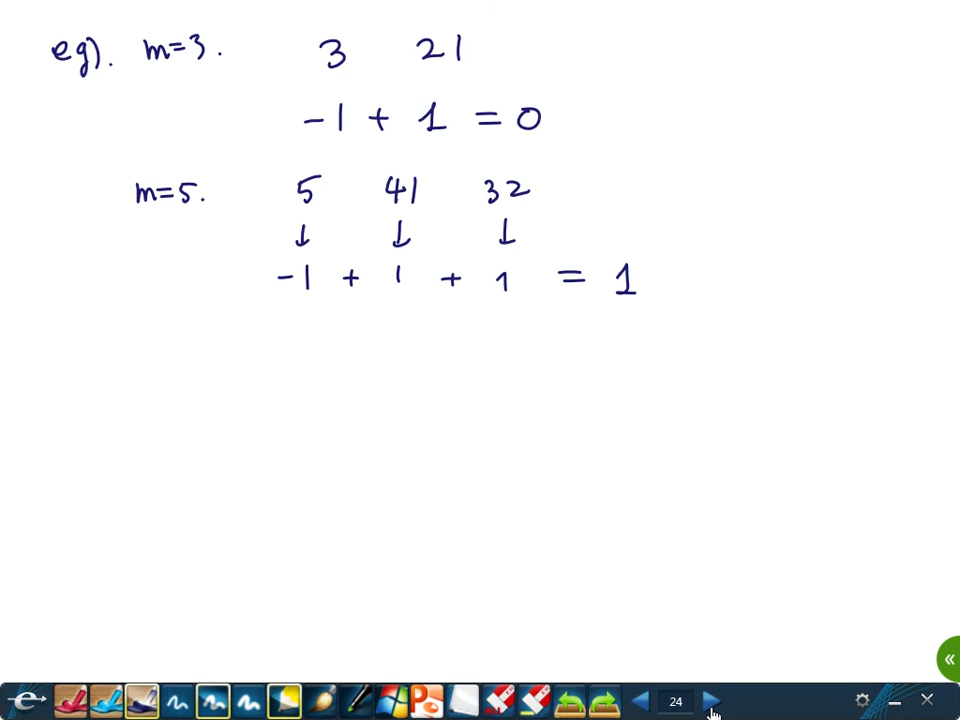 eg). m=3. 3 21
-1 + 1 = 0
m=5. 5 41 32
↓ ↓ ↓
-1 + 1 + 1 = 1
24